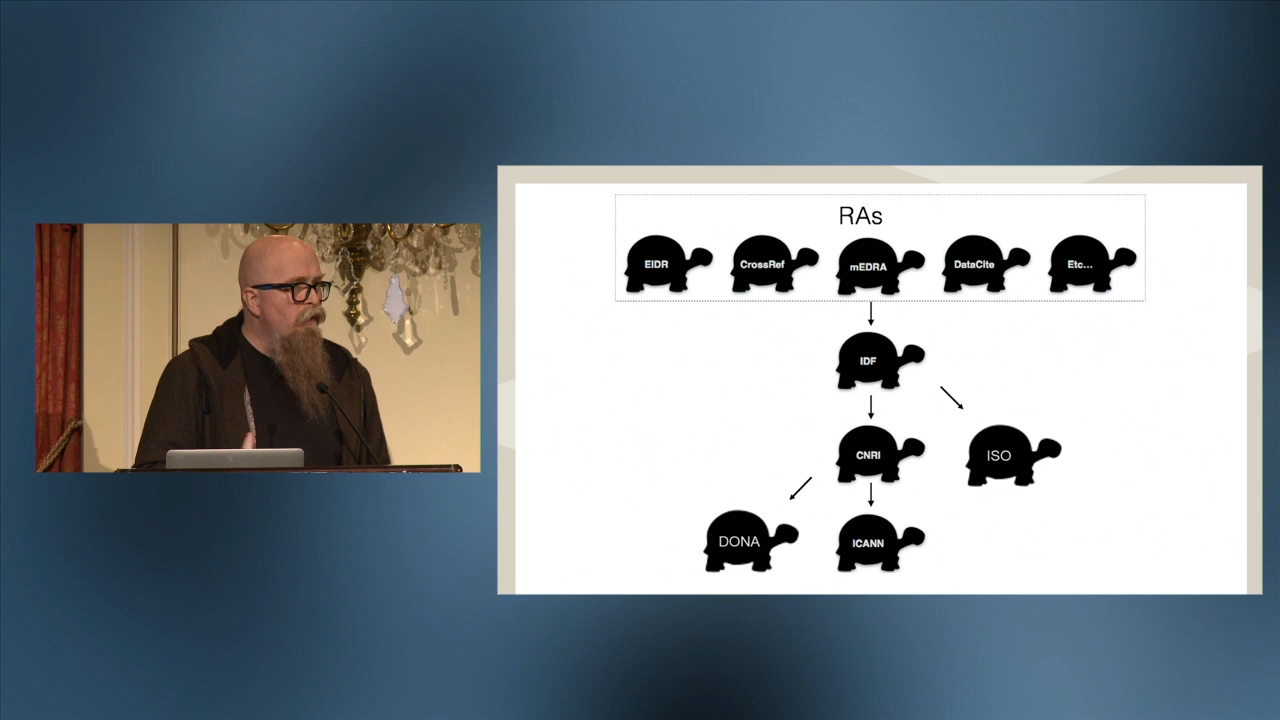 RAs
EIDR CrossRef mEDRA DataCite Etc...
IDF
CNRI ISO
DONA ICANN